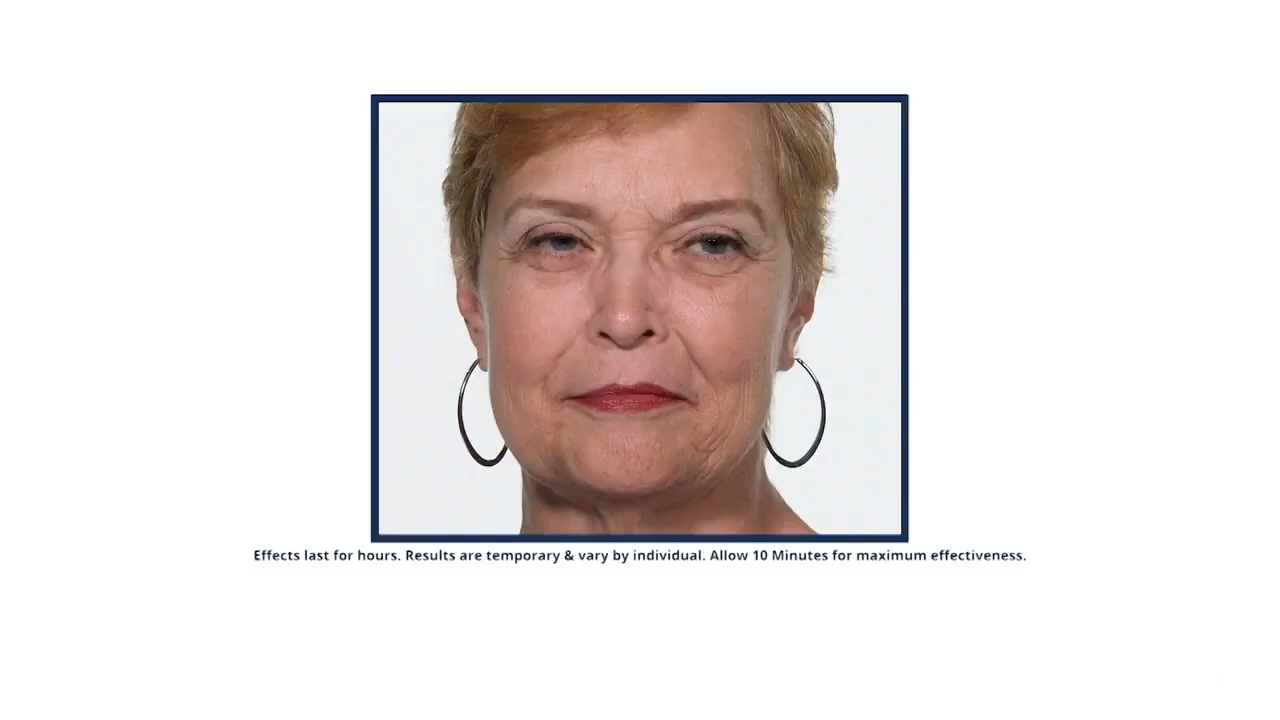 Effects last for hours. Results are temporary & vary by individual. Allow 10 Minutes for maximum effectiveness.